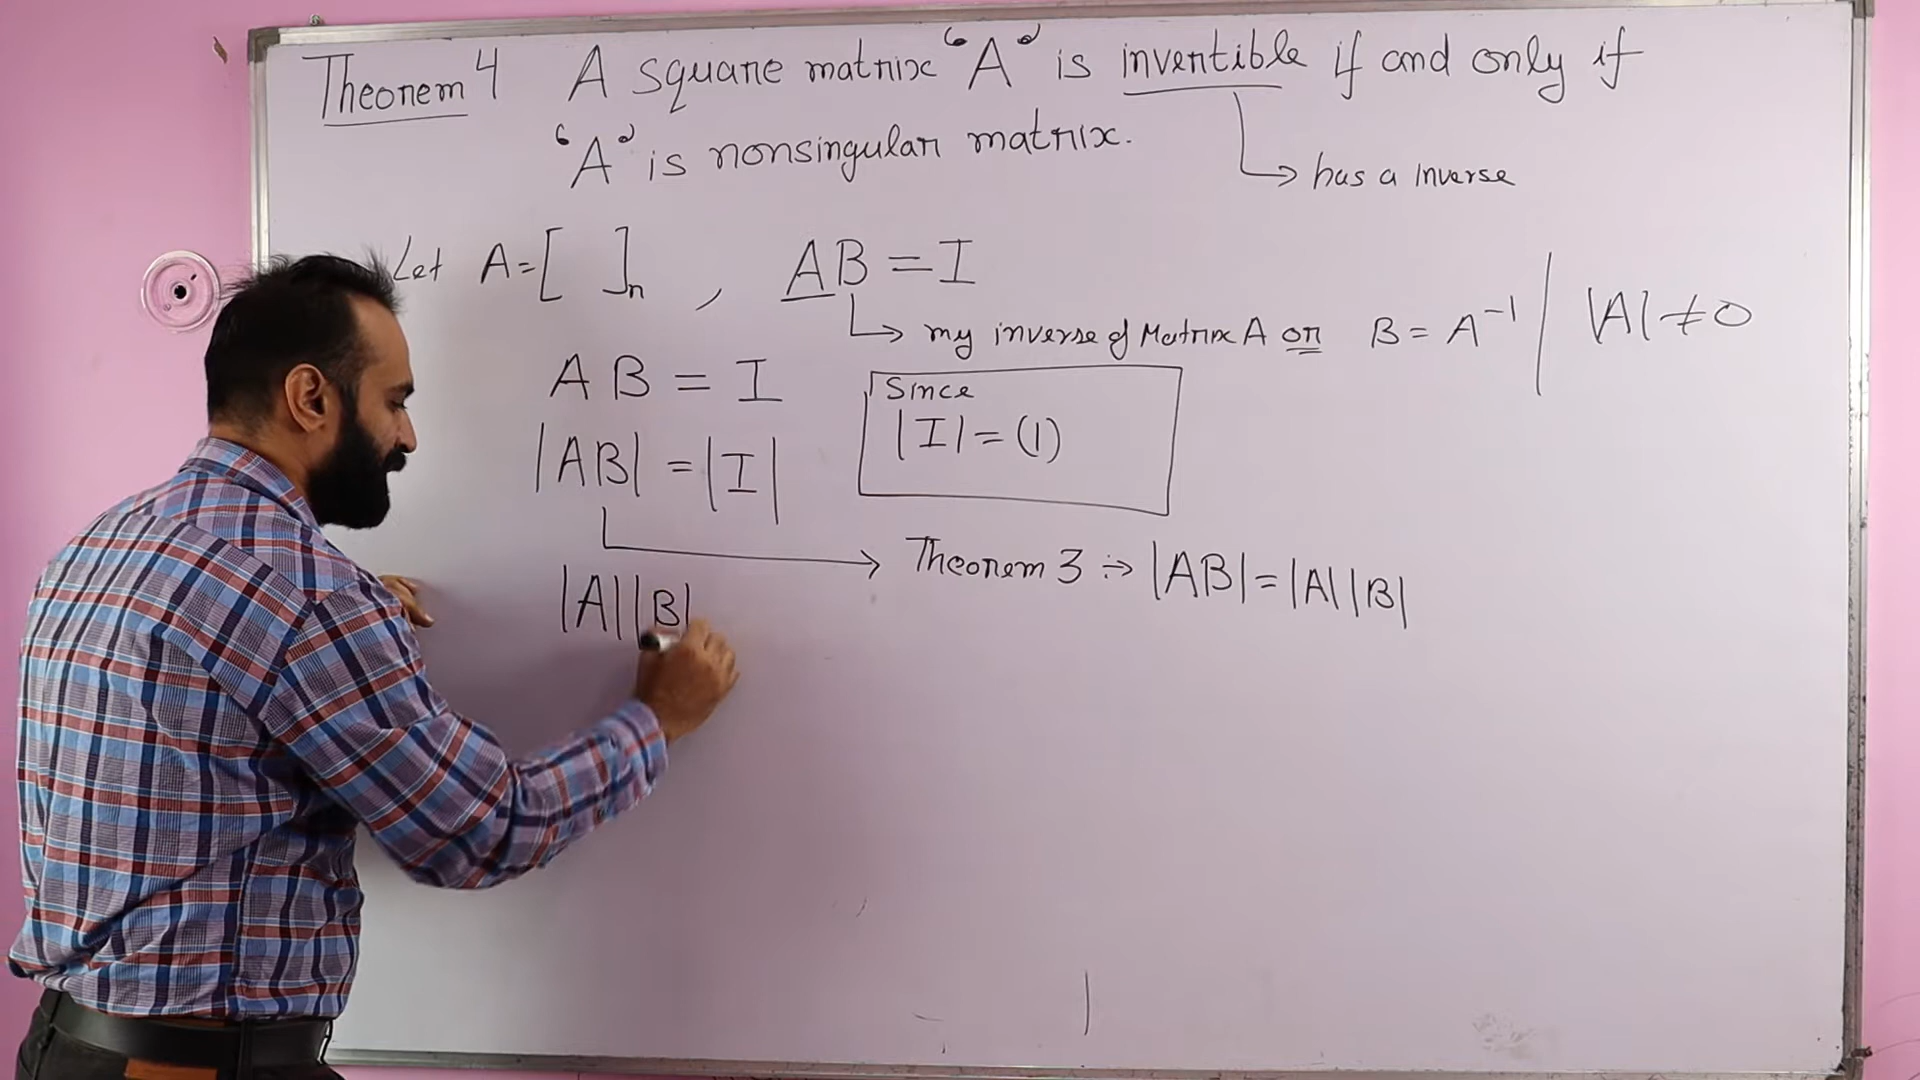 Theorem 4 A square matrix 'A' is invertible if and only if
'A' is nonsingular matrix.
has a inverse
Let A=[ ]n , AB = I
my inverse of Matrix A or B = A⁻¹ | |A| ≠ 0
AB = I
Since
|I| = (1)
|AB| = |I|
Theorem 3 ÷> |AB| = |A| |B|
|A| |B|